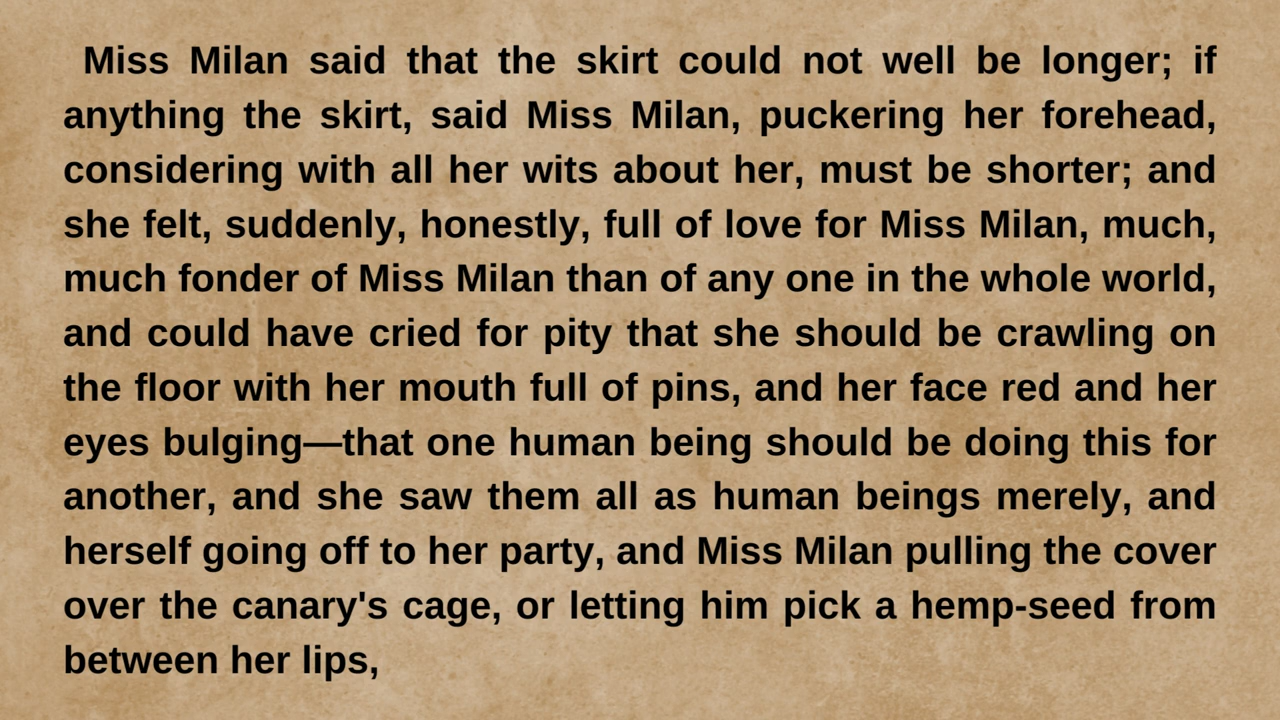 Miss Milan said that the skirt could not well be longer; if
anything the skirt, said Miss Milan, puckering her forehead,
considering with all her wits about her, must be shorter; and
she felt, suddenly, honestly, full of love for Miss Milan, much,
much fonder of Miss Milan than of any one in the whole world,
and could have cried for pity that she should be crawling on
the floor with her mouth full of pins, and her face red and her
eyes bulging—that one human being should be doing this for
another, and she saw them all as human beings merely, and
herself going off to her party, and Miss Milan pulling the cover
over the canary's cage, or letting him pick a hemp-seed from
between her lips,